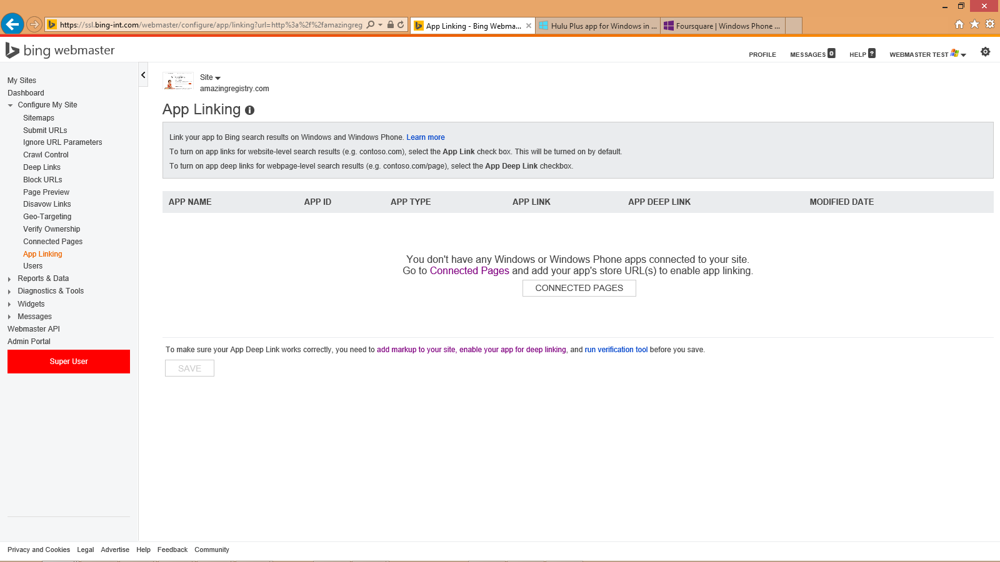 https://ssl.bing-int.com/webmaster/configure/app/linking?url=http%3a%2f%2famazingreg
App Linking - Bing Webma...
Hulu Plus app for Windows in ...
Foursquare | Windows Phone ...
bing webmaster
PROFILE
MESSAGES 0
HELP ?
WEBMASTER TEST
My Sites
Dashboard
Configure My Site
Sitemaps
Submit URLs
Ignore URL Parameters
Crawl Control
Deep Links
Block URLs
Page Preview
Disavow Links
Geo-Targeting
Verify Ownership
Connected Pages
App Linking
Users
Reports & Data
Diagnostics & Tools
Widgets
Messages
Webmaster API
Admin Portal
Super User
Site
amazingregistry.com
App Linking
Link your app to Bing search results on Windows and Windows Phone. Learn more
To turn on app links for website-level search results (e.g. contoso.com), select the App Link check box. This will be turned on by default.
To turn on app deep links for webpage-level search results (e.g. contoso.com/page), select the App Deep Link checkbox.
APP NAME APP ID APP TYPE APP LINK APP DEEP LINK MODIFIED DATE
You don't have any Windows or Windows Phone apps connected to your site.
Go to Connected Pages and add your app's store URL(s) to enable app linking.
CONNECTED PAGES
To make sure your App Deep Link works correctly, you need to add markup to your site, enable your app for deep linking, and run verification tool before you save.
SAVE
Privacy and Cookies Legal Advertise Help Feedback Community